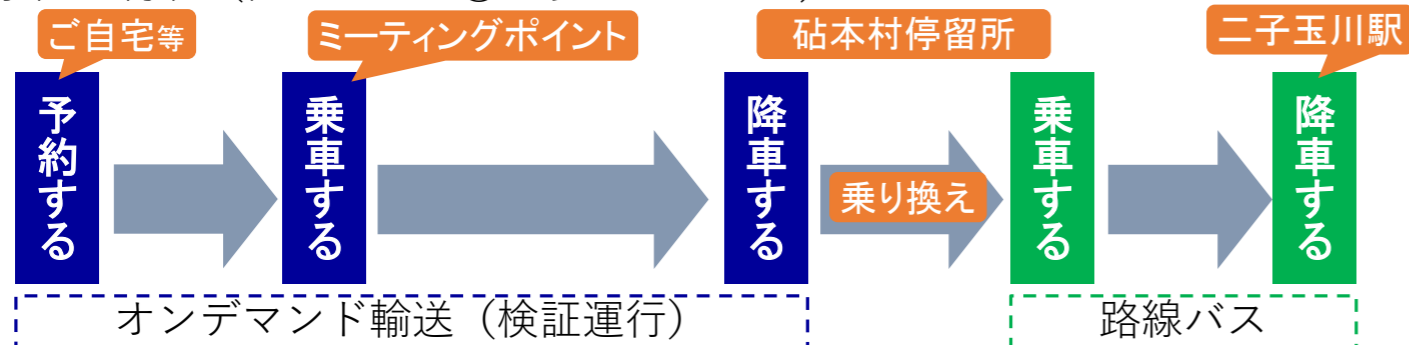 ご自宅等
ミーティングポイント
砧本村停留所
二子玉川駅
予約する
乗車する
降車する
乗り換え
乗車する
降車する
オンデマンド輸送（検証運行）
路線バス